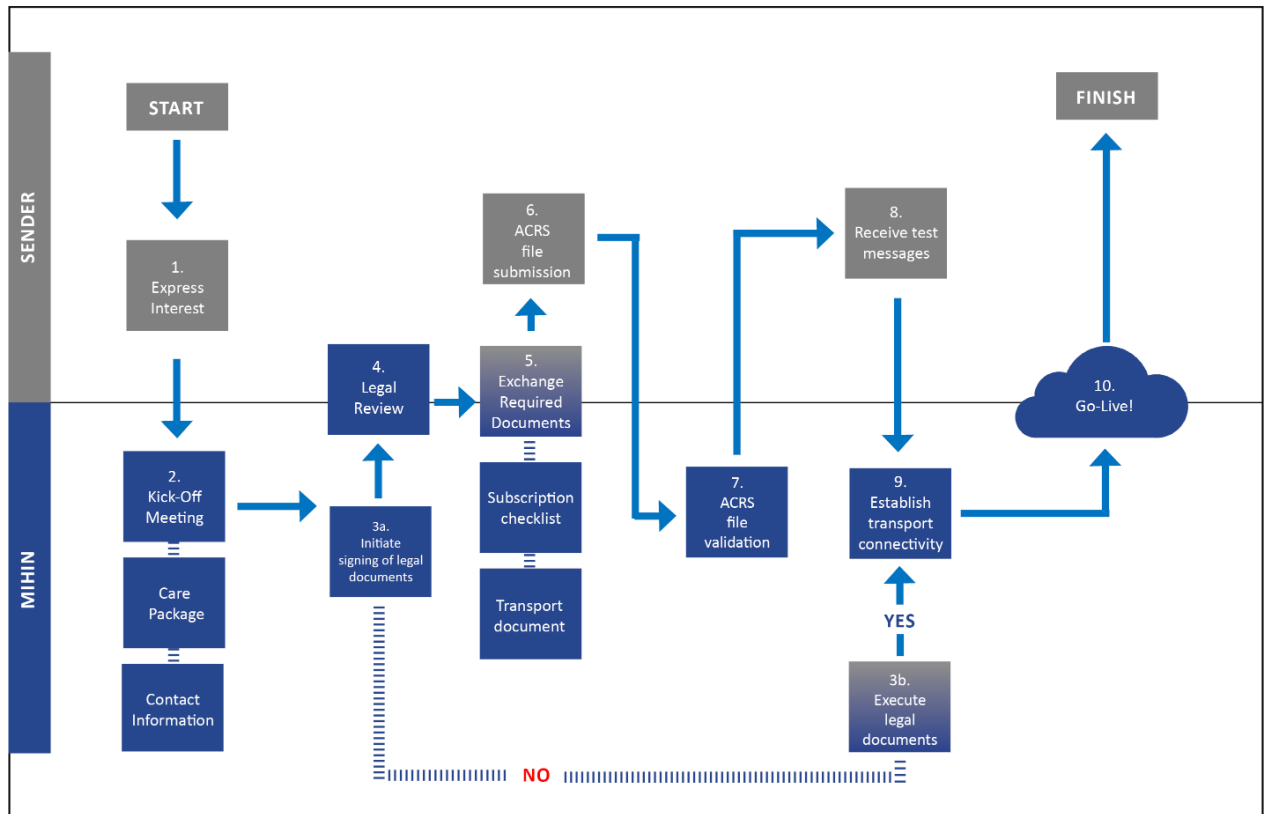 SENDER
MIHIN
START
1.
Express
Interest
2.
Kick-Off
Meeting
Care
Package
Contact
Information
3a.
Initiate
signing of legal
documents
4.
Legal
Review
5.
Exchange
Required
Documents
Subscription
checklist
Transport
document
6.
ACRS
file
submission
7.
ACRS
file
validation
8.
Receive test
messages
9.
Establish
transport
connectivity
YES
3b.
Execute
legal
documents
NO
10.
Go-Live!
FINISH